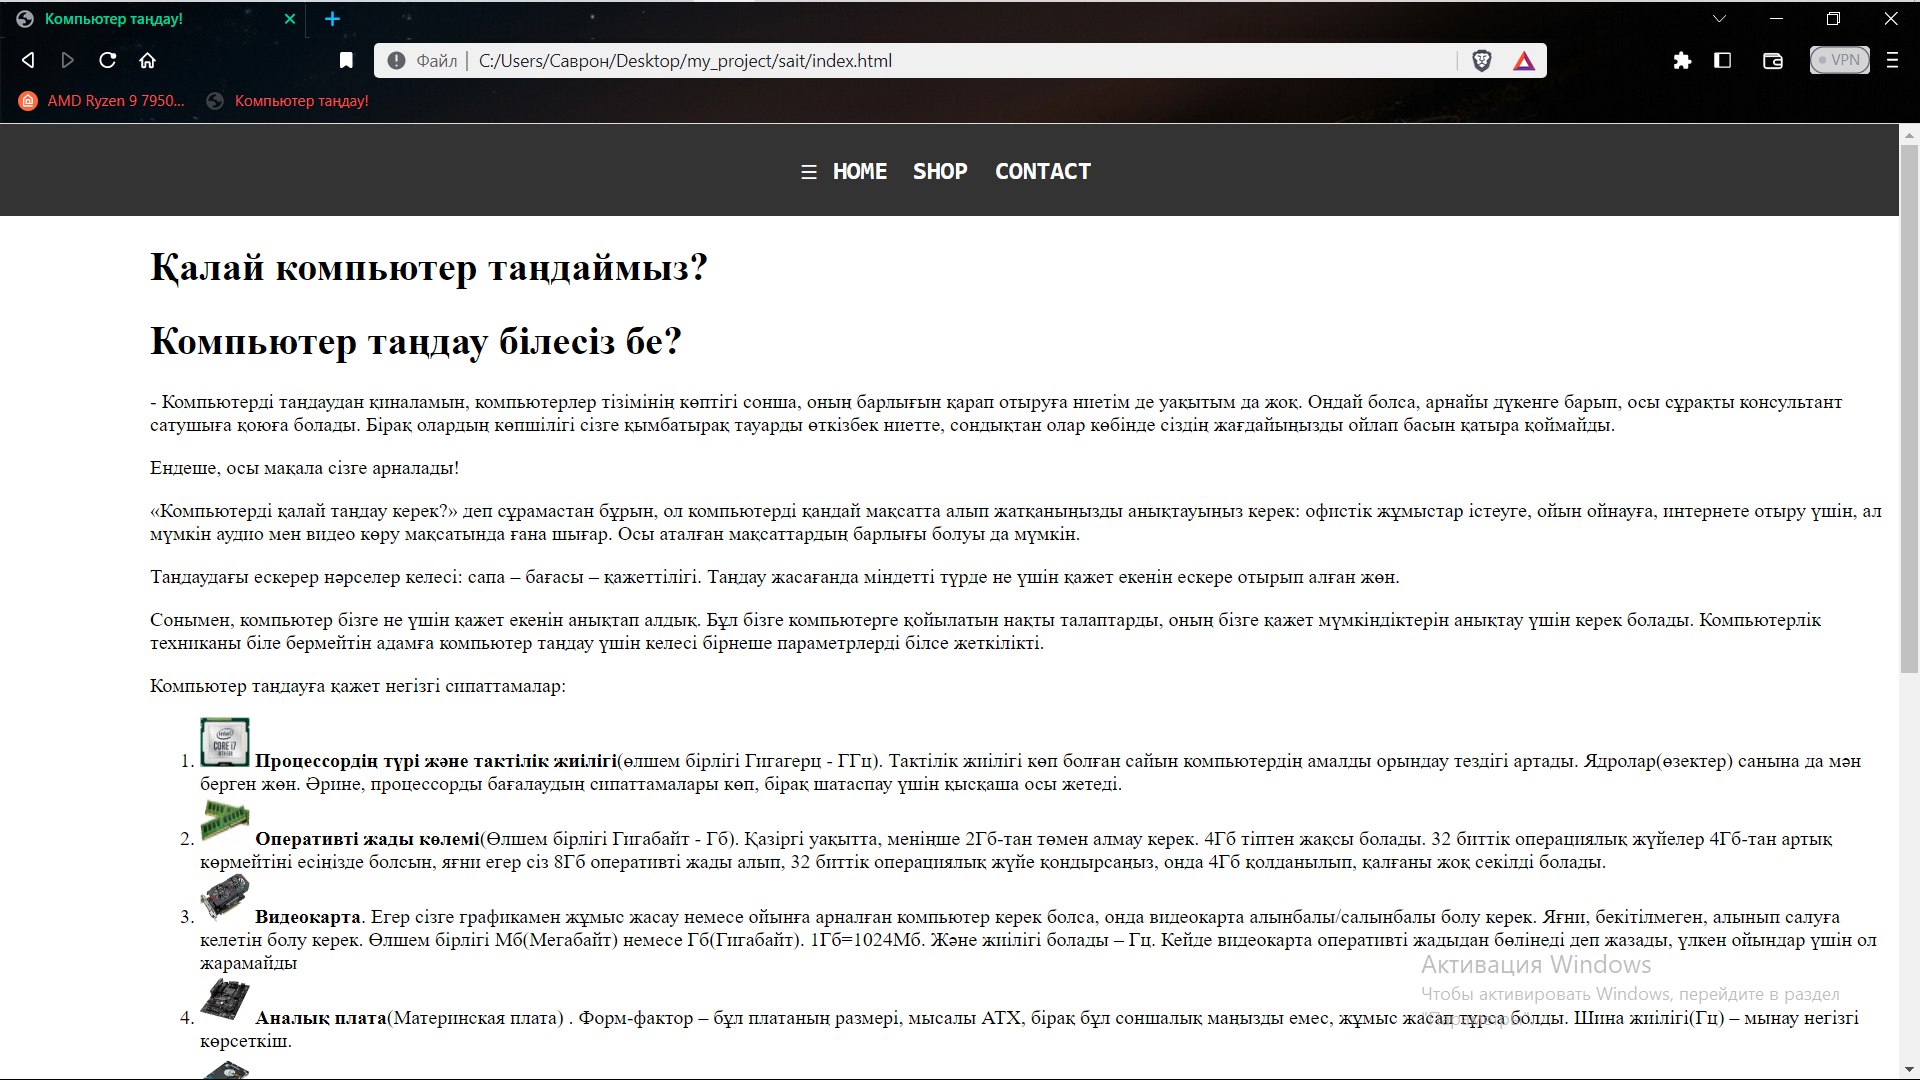 Компьютер таңдау!
Файл C:/Users/Саврон/Desktop/my_project/sait/index.html
VPN
AMD Ryzen 9 7950... Компьютер таңдау!
☰ HOME SHOP CONTACT
Қалай компьютер таңдаймыз?
Компьютер таңдау білесіз бе?
- Компьютерді таңдаудан қиналамын, компьютерлер тізімінің көптігі сонша, оның барлығын қарап отыруға ниетім де уақытым да жоқ. Ондай болса, арнайы дүкенге барып, осы сұрақты консультант
сатушыға қоюға болады. Бірақ олардың көпшілігі сізге қымбатырақ тауарды өткізбек ниетте, сондықтан олар көбінде сіздің жағдайыңызды ойлап басын қатыра қоймайды.
Ендеше, осы мақала сізге арналады!
«Компьютерді қалай таңдау керек?» деп сұрамастан бұрын, ол компьютерді қандай мақсатта алып жатқаныңызды анықтауыңыз керек: офистік жұмыстар істеуге, ойын ойнауға, интернете отыру үшін, ал
мүмкін аудио мен видео көру мақсатында ғана шығар. Осы аталған мақсаттардың барлығы болуы да мүмкін.
Таңдаудағы ескерер нәрселер келесі: сапа – бағасы – қажеттілігі. Таңдау жасағанда міндетті түрде не үшін қажет екенін ескере отырып алған жөн.
Сонымен, компьютер бізге не үшін қажет екенін анықтап алдық. Бұл бізге компьютерге қойылатын нақты талаптарды, оның бізге қажет мүмкіндіктерін анықтау үшін керек болады. Компьютерлік
техниканы біле бермейтін адамға компьютер таңдау үшін келесі бірнеше параметрлерді білсе жеткілікті.
Компьютер таңдауға қажет негізгі сипаттамалар:
intel
CORE i7
1. Процессордің түрі және тактілік жиілігі(өлшем бірлігі Гигагерц - ГГц). Тактілік жиілігі көп болған сайын компьютердің амалды орындау тездігі артады. Ядролар(өзектер) санына да мән
берген жөн. Әрине, процессорды бағалаудың сипаттамалары көп, бірақ шатаспау үшін қысқаша осы жетеді.
2. Оперативті жады көлемі(Өлшем бірлігі Гигабайт - Гб). Қазіргі уақытта, меніңше 2Гб-тан төмен алмау керек. 4Гб тіптен жақсы болады. 32 биттік операциялық жүйелер 4Гб-тан артық
көрмейтіні есіңізде болсын, яғни егер сіз 8Гб оперативті жады алып, 32 биттік операциялық жүйе қондырсаңыз, онда 4Гб қолданылып, қалғаны жоқ секілді болады.
3. Видеокарта. Егер сізге графикамен жұмыс жасау немесе ойынға арналған компьютер керек болса, онда видеокарта алынбалы/салынбалы болу керек. Яғни, бекітілмеген, алынып салуға
келетін болу керек. Өлшем бірлігі Мб(Мегабайт) немесе Гб(Гигабайт). 1Гб=1024Мб. Және жиілігі болады – Гц. Кейде видеокарта оперативті жадыдан бөлінеді деп жазады, үлкен ойындар үшін ол
жарамайды
4. Аналық плата(Материнская плата) . Форм-фактор – бұл платаның размері, мысалы ATX, бірақ бұл соншалық маңызды емес, жұмыс жасап тұрса болды. Шина жиілігі(Гц) – мынау негізгі
көрсеткіш.
Активация Windows
Чтобы активировать Windows, перейдите в раздел
"Параметры".